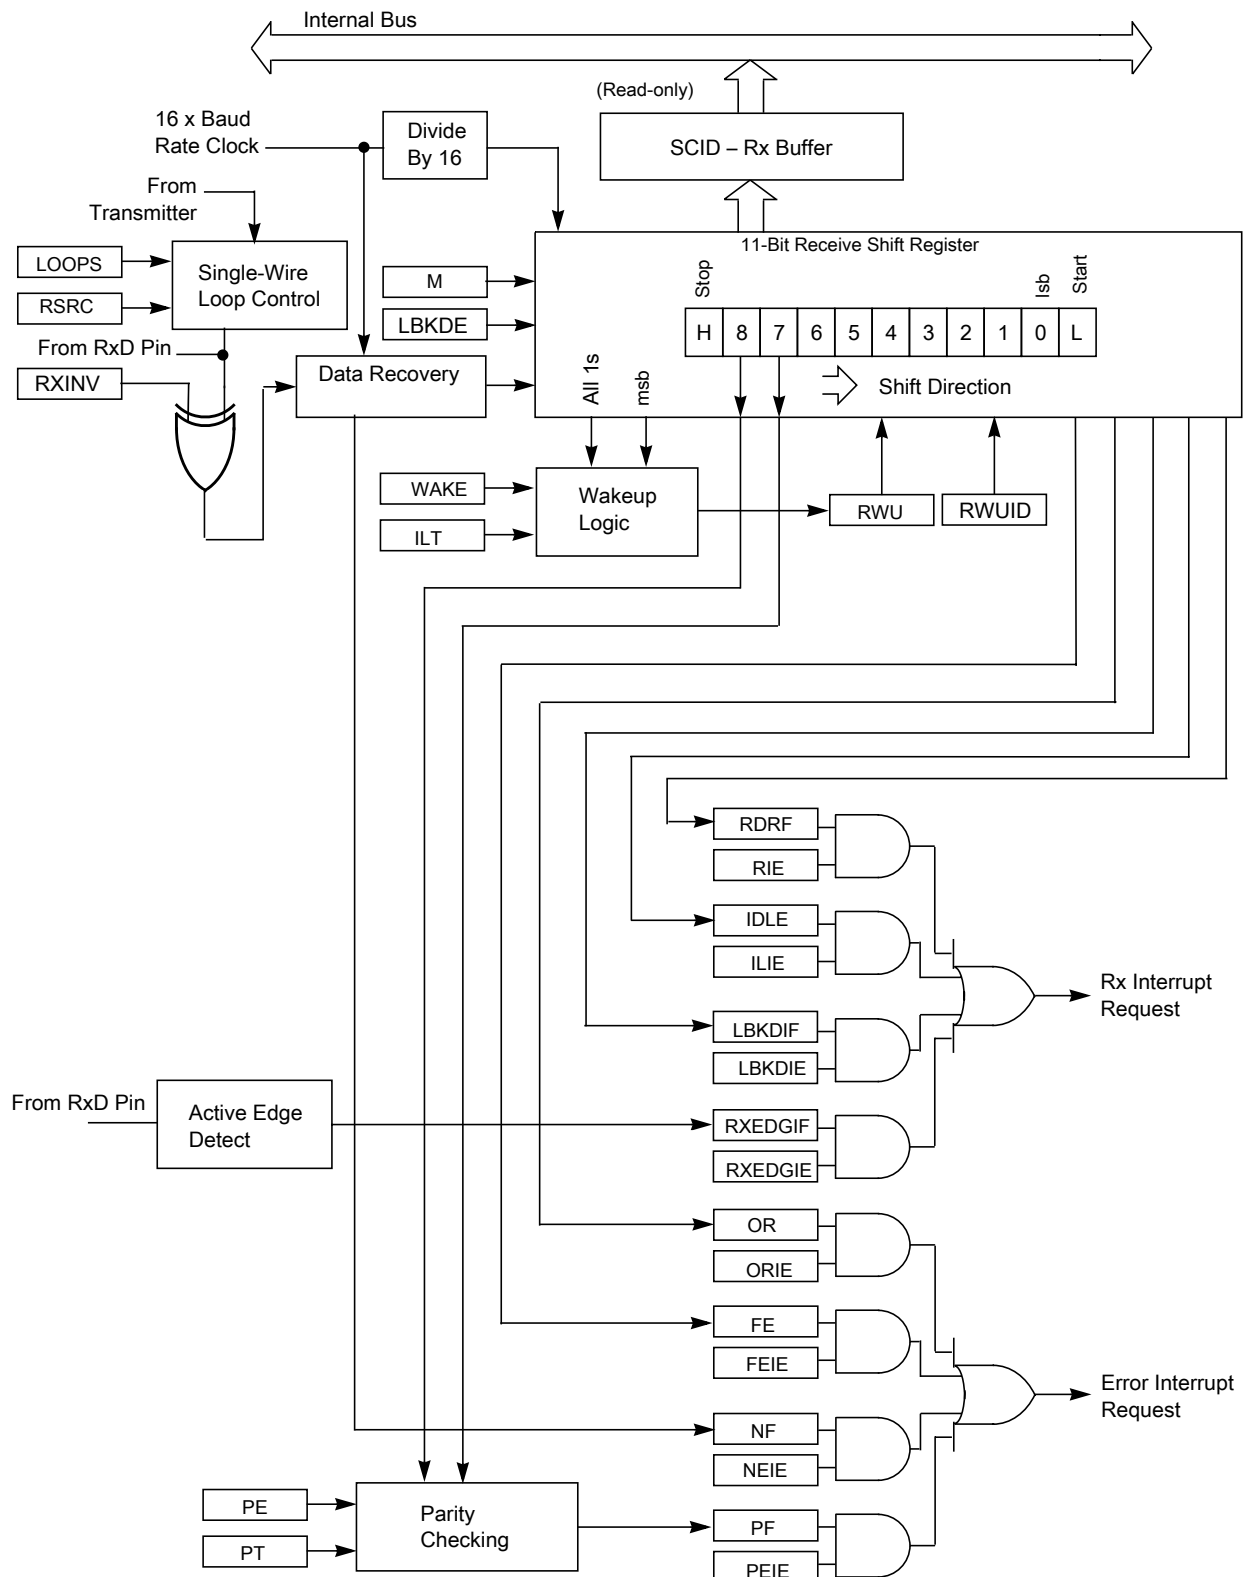 Internal Bus
(Read-only)
16 x Baud
Rate Clock
Divide
By 16
SCID – Rx Buffer
From
Transmitter
11-Bit Receive Shift Register
LOOPS
RSRC
Single-Wire
Loop Control
M
LBKDE
Stop
lsb
Start
H 8 7 6 5 4 3 2 1 0 L
From RxD Pin
RXINV
Data Recovery
All 1s
msb
Shift Direction
WAKE
ILT
Wakeup
Logic
RWU
RWUID
RDRF
RIE
IDLE
ILIE
Rx Interrupt
Request
LBKDIF
LBKDIE
From RxD Pin
Active Edge
Detect
RXEDGIF
RXEDGIE
OR
ORIE
FE
FEIE
Error Interrupt
Request
NF
NEIE
PE
PT
Parity
Checking
PF
PEIE